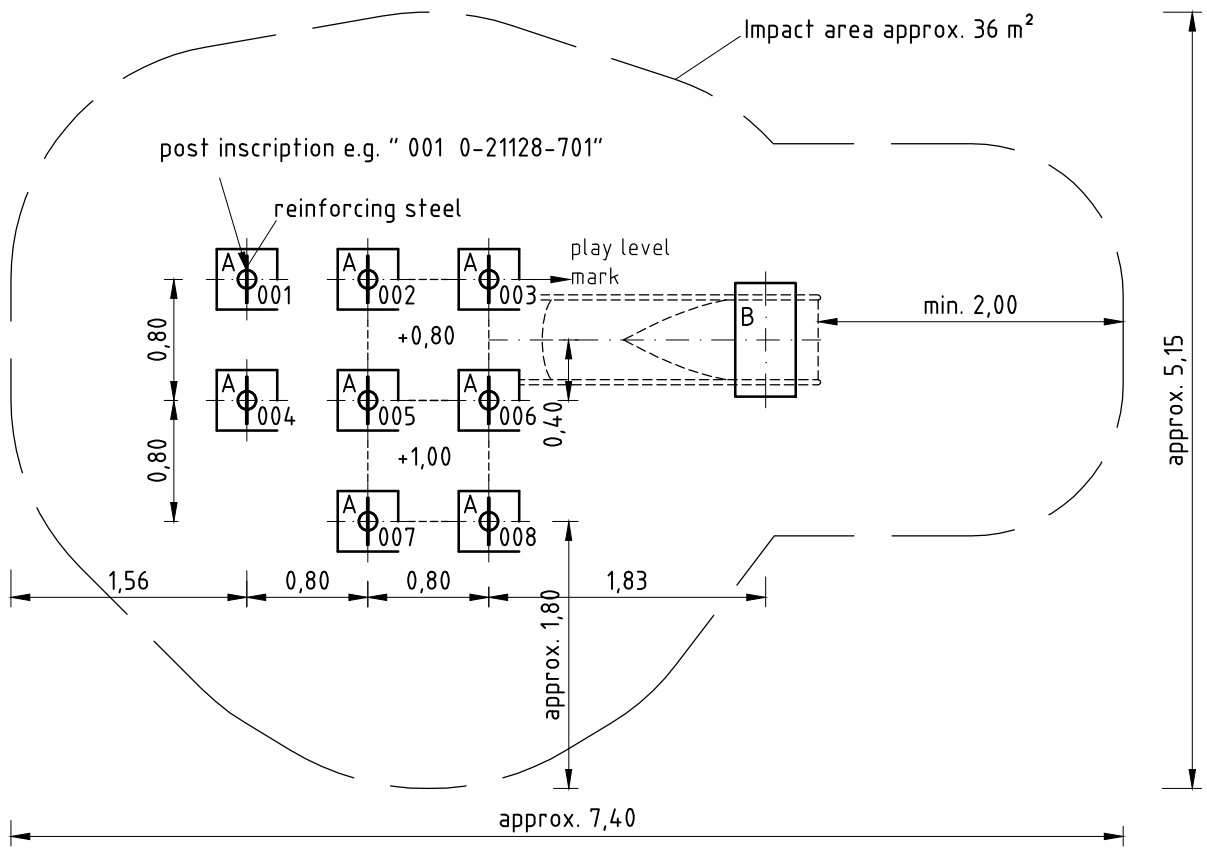 Impact area approx. 36 m²
post inscription e.g. " 001 0-21128-701"
reinforcing steel
play level
mark
A
001
A
002
A
003
B
min. 2,00
0,80
+0,80
approx. 5,15
A
004
A
005
A
006
0,40
0,80
+1,00
A
007
A
008
1,56
0,80
0,80
1,83
approx. 1,80
approx. 7,40